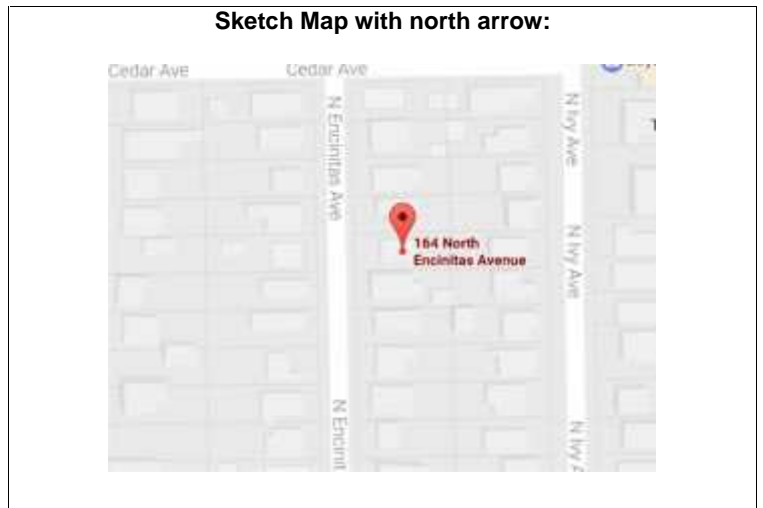 Sketch Map with north arrow:
Cedar Ave
Cedar Ave
N Encinitas Ave
N Ivy Ave
164 North
Encinitas Avenue
N Ivy Ave
N Encinit
N Ivy A